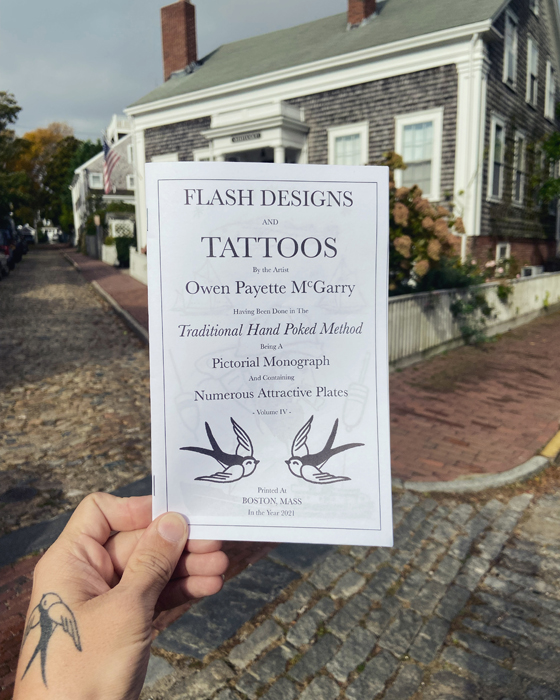 FLASH DESIGNS
AND
TATTOOS
By the Artist
Owen Payette McGarry
Having Been Done in The
Traditional Hand Poked Method
Being A
Pictorial Monograph
And Containing
Numerous Attractive Plates
- Volume IV -
Printed At
BOSTON, MASS
In the Year 2021